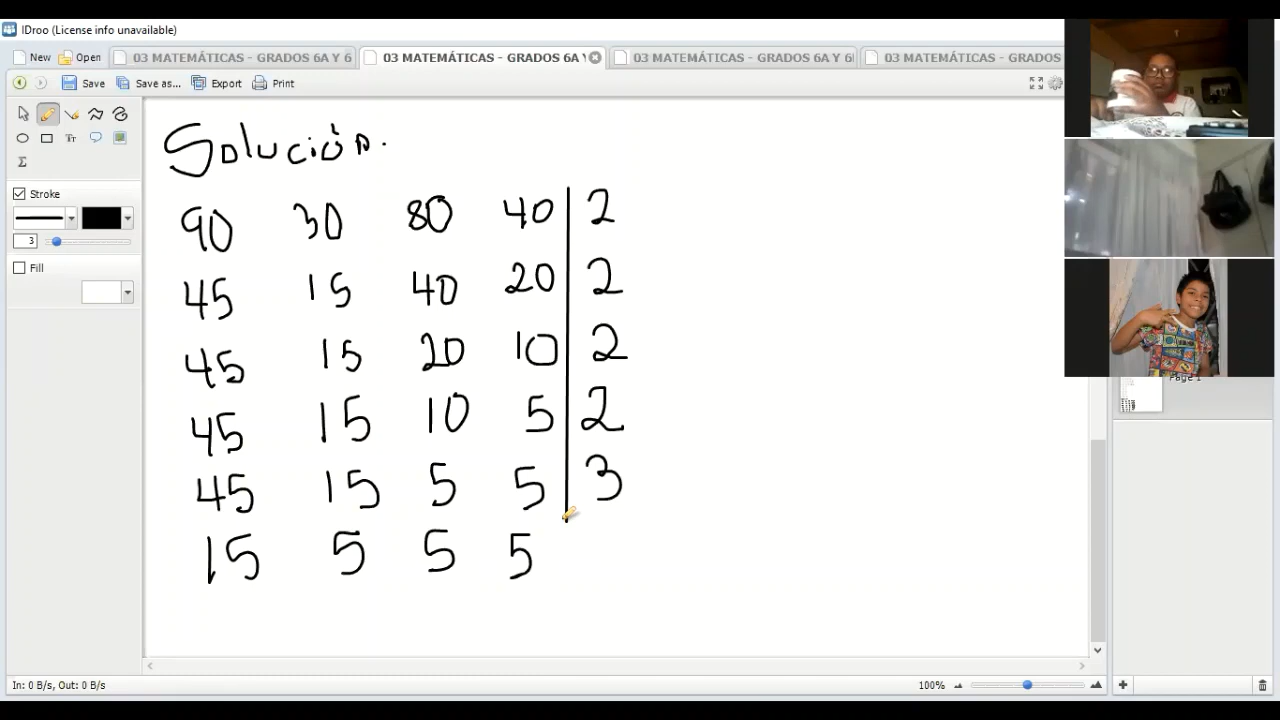 IDroo (License info unavailable)
New Open 03 MATEMÁTICAS - GRADOS 6A Y 6 03 MATEMÁTICAS - GRADOS 6A Y 03 MATEMÁTICAS - GRADOS 6A Y 6 03 MATEMÁTICAS - GRADOS
Save Save as... Export Print
Tt
Σ
Stroke
3
Fill
Solución.
90 30 80 40 2
45 15 40 20 2
45 15 20 10 2
45 15 10 5 2
45 15 5 5 3
15 5 5 5
Page 1
In: 0 B/s, Out: 0 B/s 100%